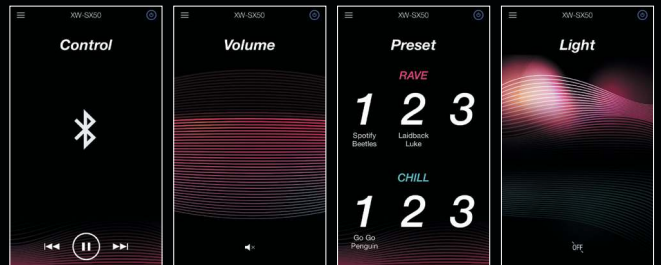 XW-SX50
Control
XW-SX50
Volume
XW-SX50
Preset
RAVE
1 2 3
Spotify Laidback
Beetles Luke
CHILL
1 2 3
Go Go
Penguin
XW-SX50
Light
OFF